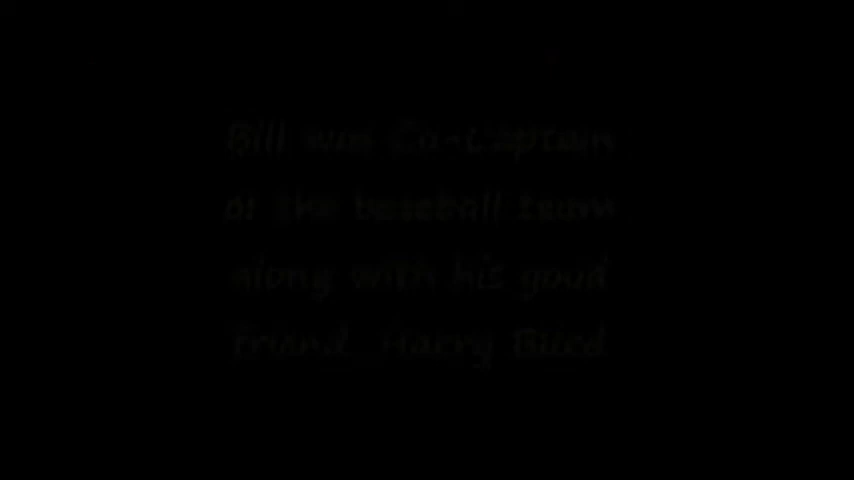 Bill was Co-Captain
of the baseball team
along with his good
Friend Harry